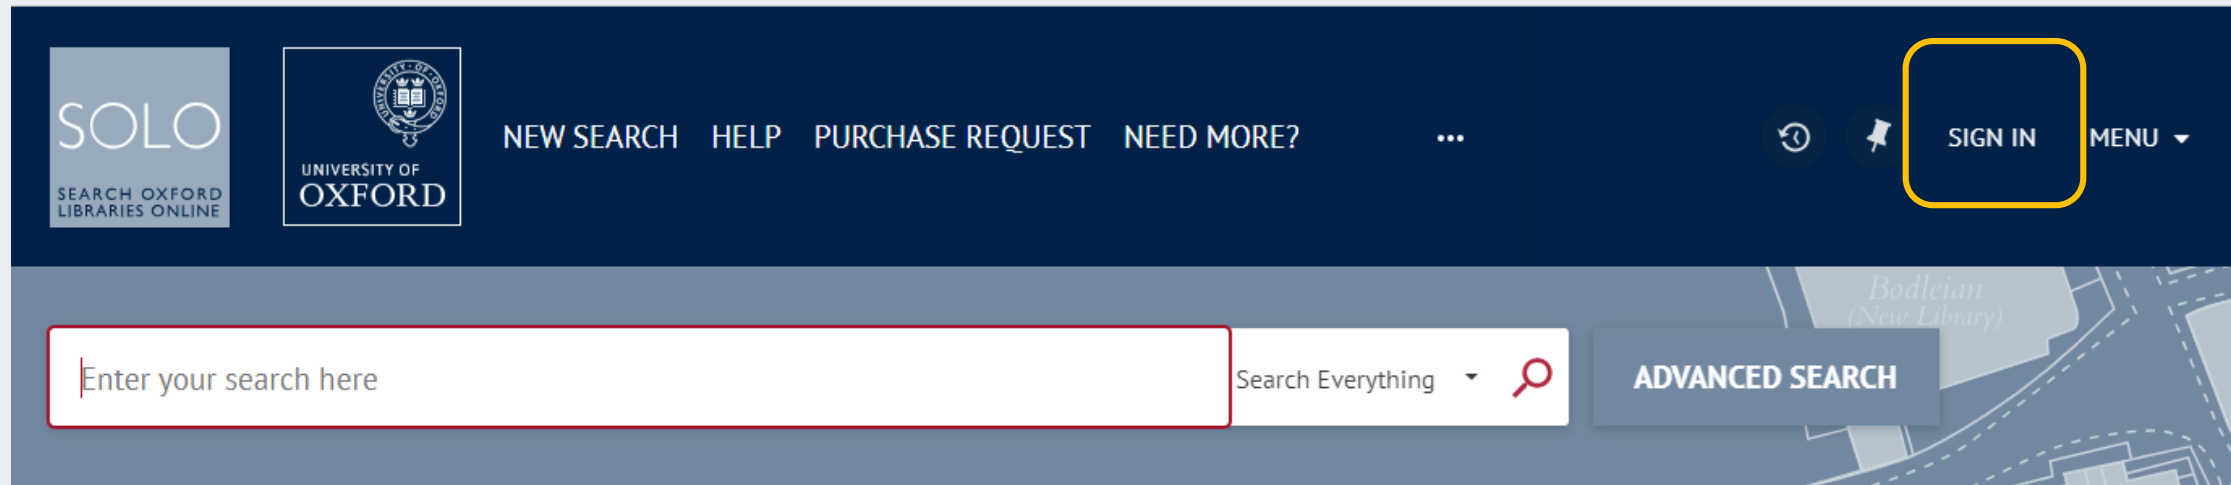 SOLO
SEARCH OXFORD
LIBRARIES ONLINE
UNIVERSITY OF
OXFORD
NEW SEARCH HELP PURCHASE REQUEST NEED MORE? ...
SIGN IN MENU
Bodleian
(New Library)
Enter your search here
Search Everything
ADVANCED SEARCH